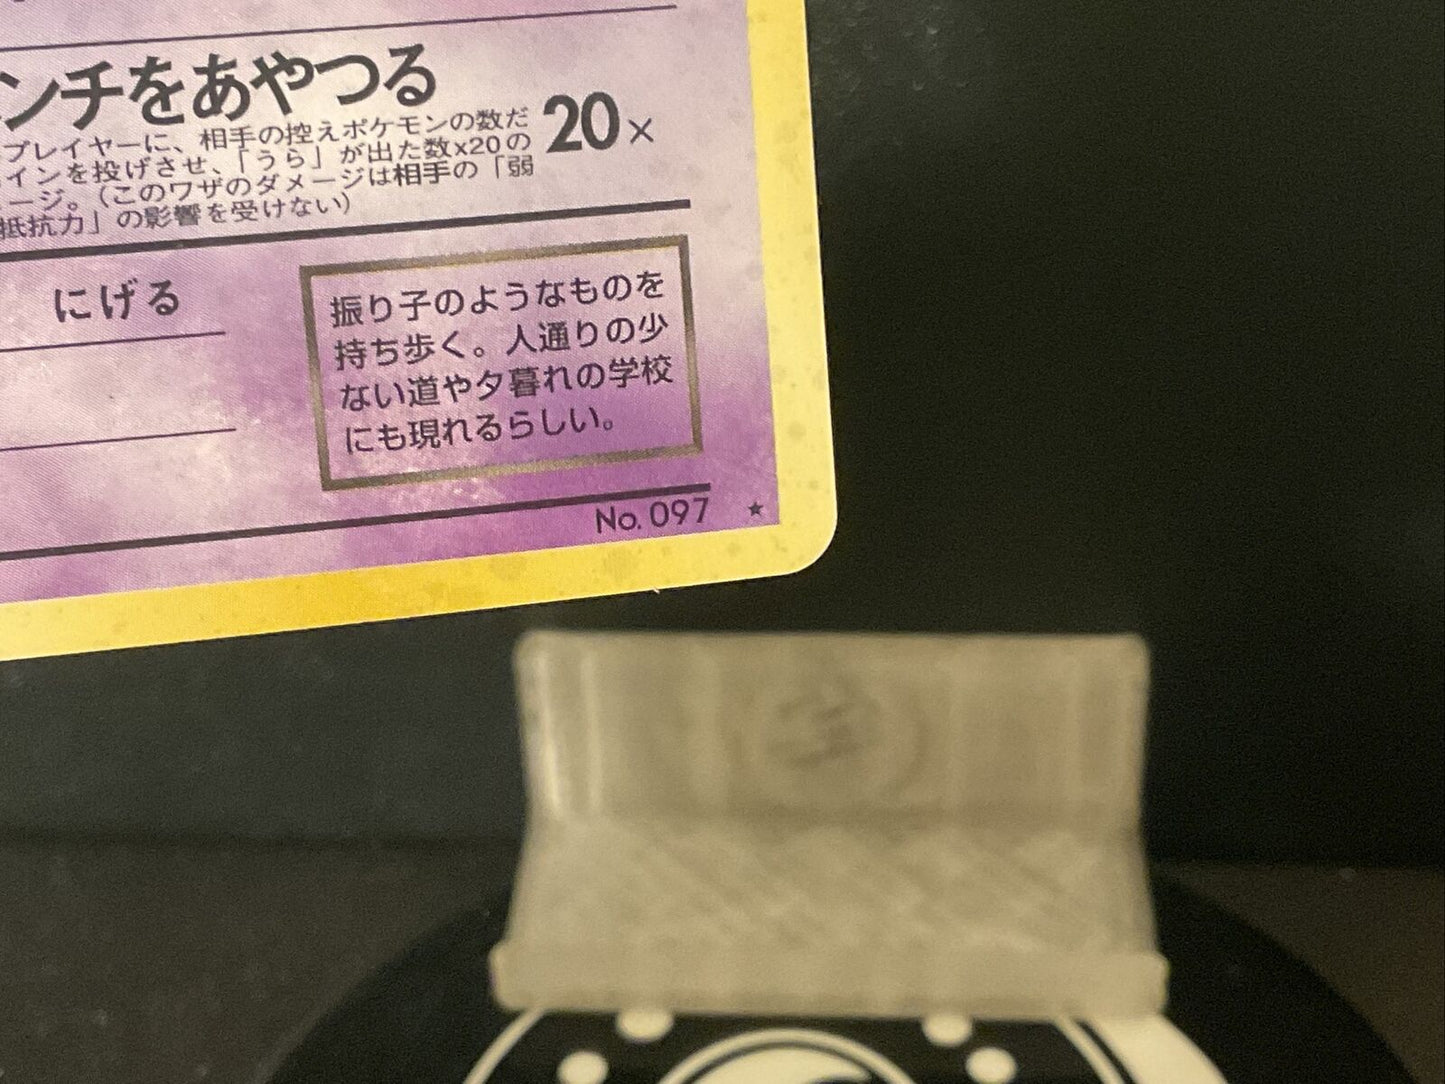 ンチをあやつる
20×
プレイヤーに、相手の控えポケモンの数だ
インを投げさせ、「うら」が出た数x20の
ージ。（このワザのダメージは相手の「弱
抵抗力」の影響を受けない）
にげる
振り子のようなものを
持ち歩く。人通りの少
ない道や夕暮れの学校
にも現れるらしい。
No. 097 ★